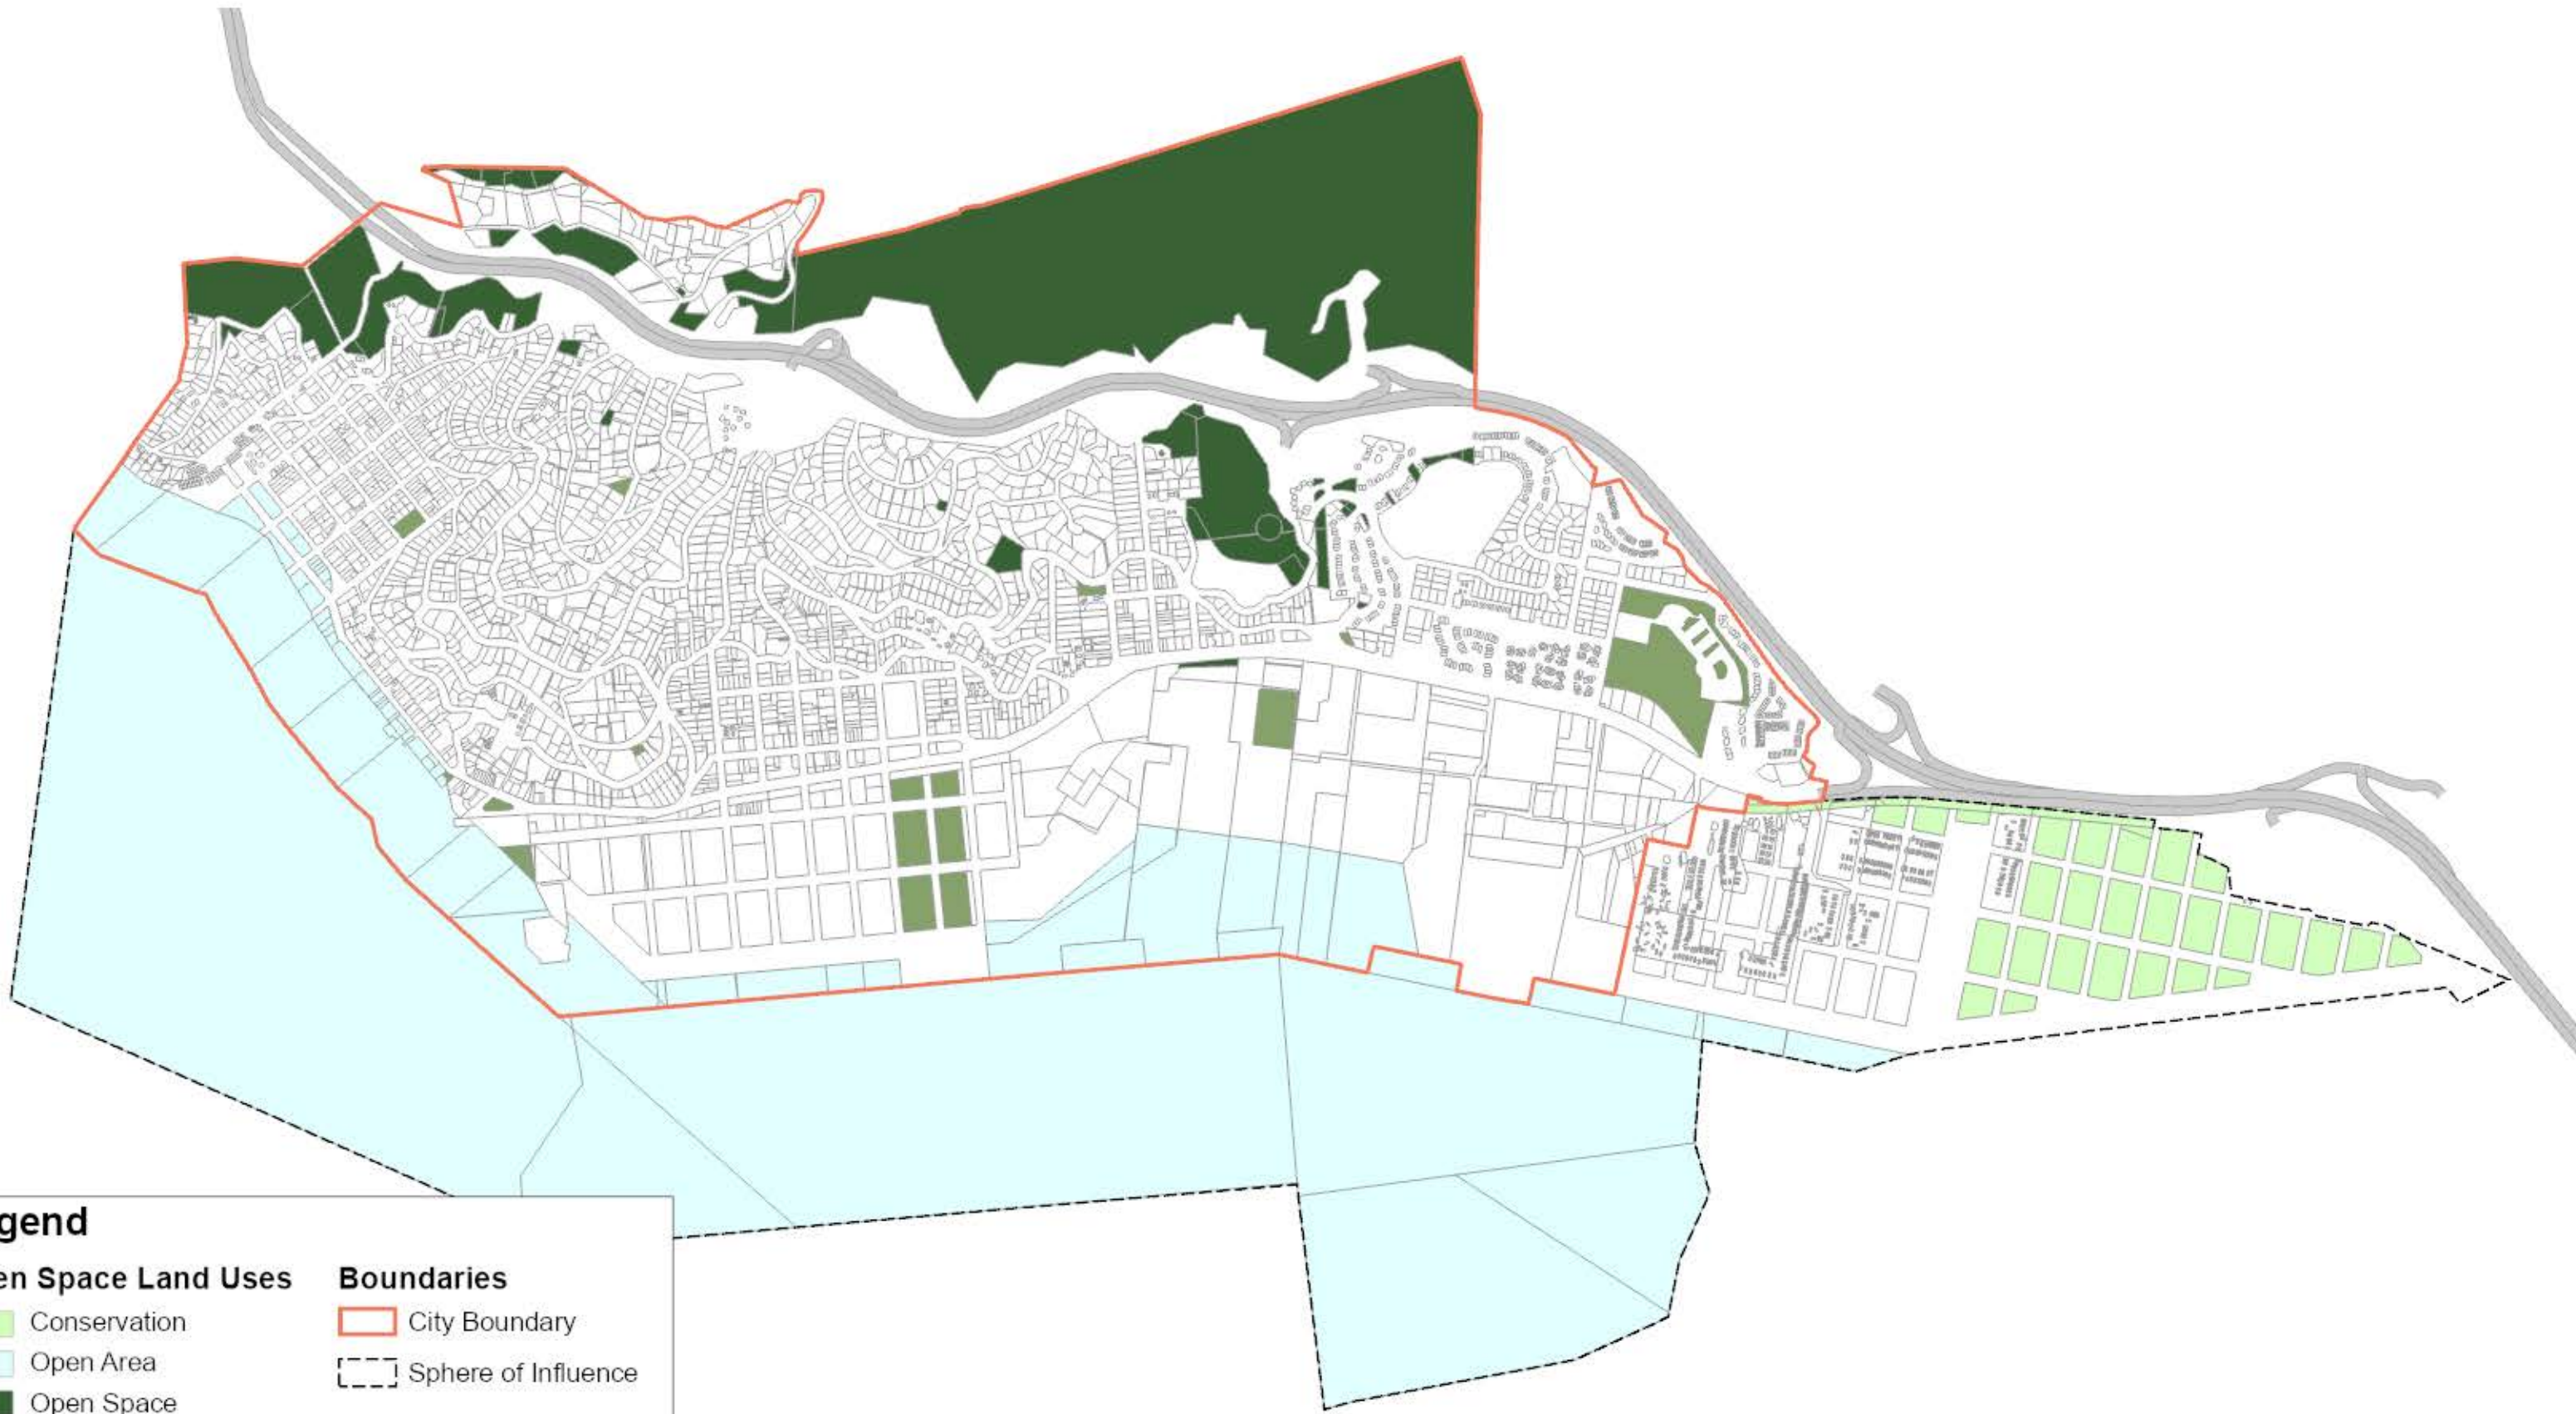 gend
en Space Land Uses
Conservation
Open Area
Open Space
Boundaries
City Boundary
Sphere of Influence